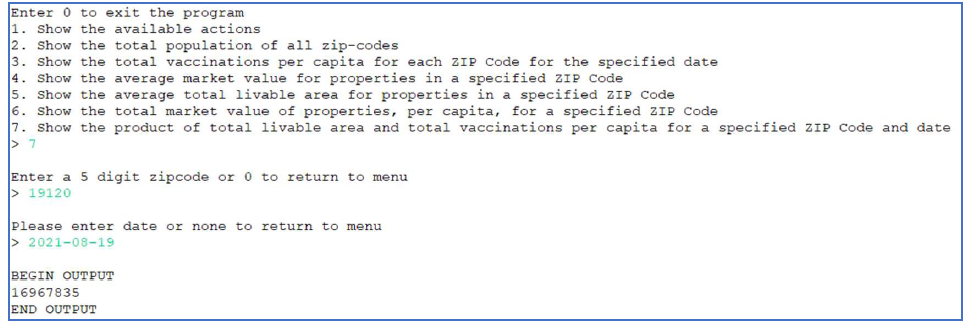 Enter 0 to exit the program
1. Show the available actions
2. Show the total population of all zip-codes
3. Show the total vaccinations per capita for each ZIP Code for the specified date
4. Show the average market value for properties in a specified ZIP Code
5. Show the average total livable area for properties in a specified ZIP Code
6. Show the total market value of properties, per capita, for a specified ZIP Code
7. Show the product of total livable area and total vaccinations per capita for a specified ZIP Code and date
> 7
Enter a 5 digit zipcode or 0 to return to menu
> 19120
Please enter date or none to return to menu
> 2021-08-19
BEGIN OUTPUT
16967835
END OUTPUT